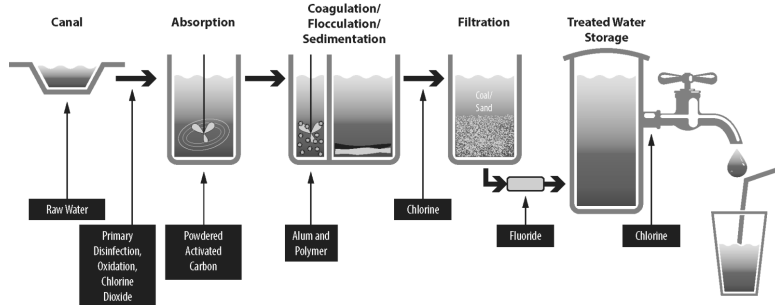 Canal
Absorption
Coagulation/
Flocculation/
Sedimentation
Filtration
Treated Water
Storage
Coal/
Sand
Raw Water
Primary
Disinfection,
Oxidation,
Chlorine
Dioxide
Powdered
Activated
Carbon
Alum and
Polymer
Chlorine
Fluoride
Chlorine